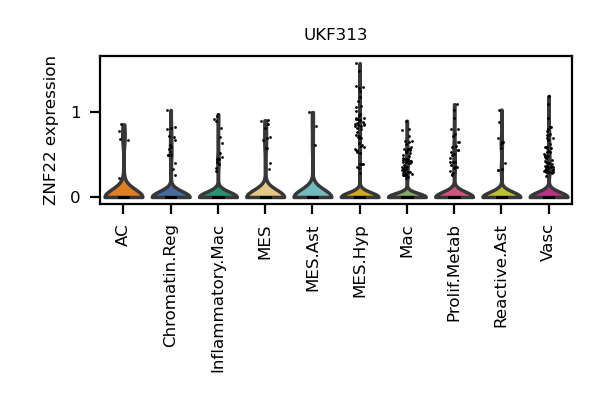 UKF313
ZNF22 expression
1
0
AC
Chromatin.Reg
Inflammatory.Mac
MES
MES.Ast
MES.Hyp
Mac
Prolif.Metab
Reactive.Ast
Vasc